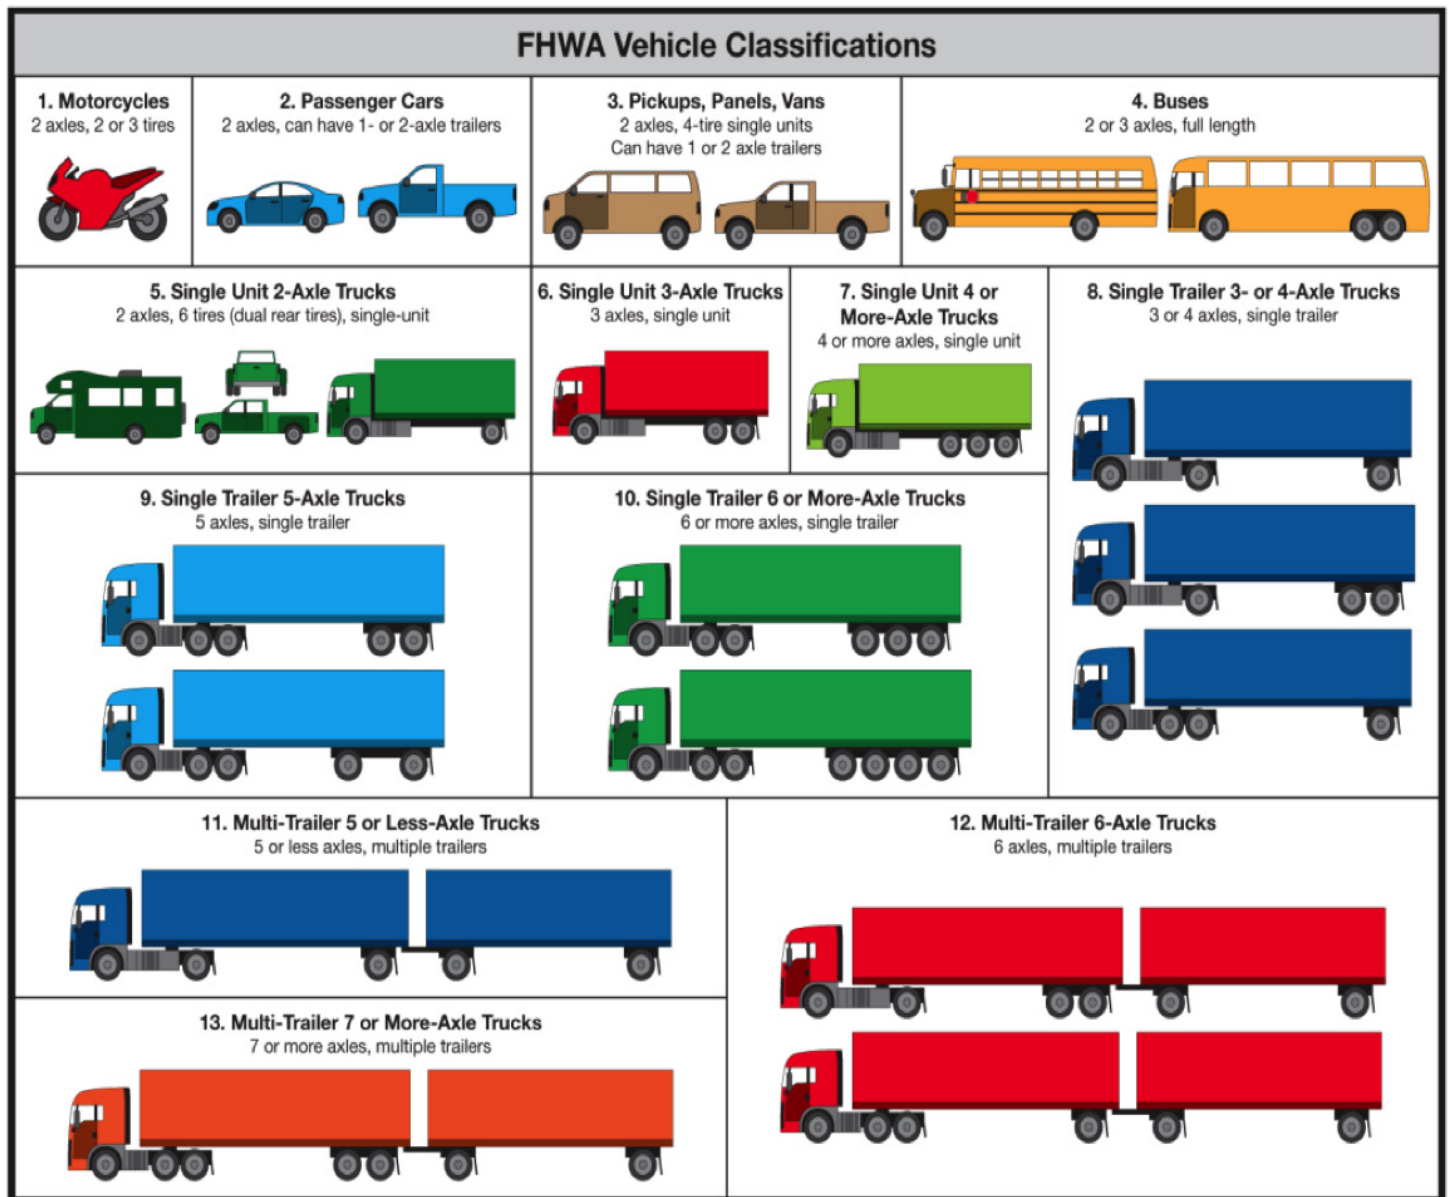 FHWA Vehicle Classifications
1. Motorcycles
2 axles, 2 or 3 tires
2. Passenger Cars
2 axles, can have 1- or 2-axle trailers
3. Pickups, Panels, Vans
2 axles, 4-tire single units
Can have 1 or 2 axle trailers
4. Buses
2 or 3 axles, full length
5. Single Unit 2-Axle Trucks
2 axles, 6 tires (dual rear tires), single-unit
6. Single Unit 3-Axle Trucks
3 axles, single unit
7. Single Unit 4 or
More-Axle Trucks
4 or more axles, single unit
8. Single Trailer 3- or 4-Axle Trucks
3 or 4 axles, single trailer
9. Single Trailer 5-Axle Trucks
5 axles, single trailer
10. Single Trailer 6 or More-Axle Trucks
6 or more axles, single trailer
11. Multi-Trailer 5 or Less-Axle Trucks
5 or less axles, multiple trailers
12. Multi-Trailer 6-Axle Trucks
6 axles, multiple trailers
13. Multi-Trailer 7 or More-Axle Trucks
7 or more axles, multiple trailers